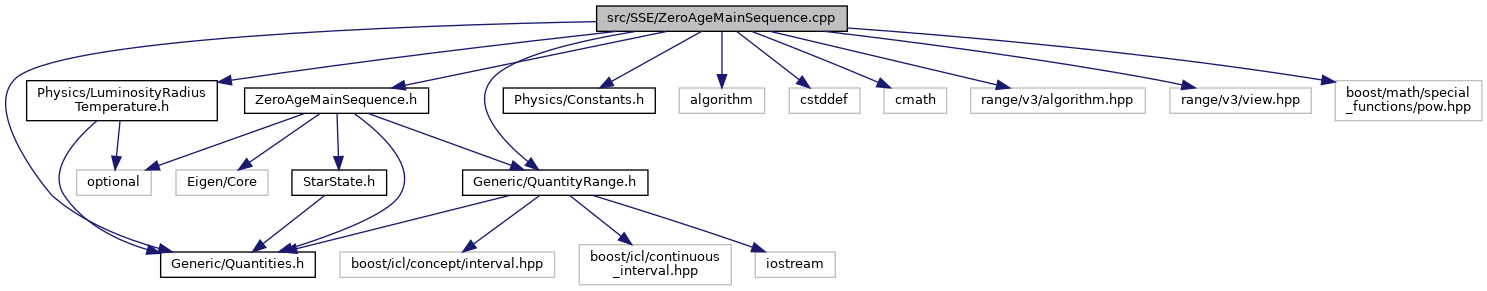 src/SSE/ZeroAgeMainSequence.cpp
Physics/LuminosityRadius
Temperature.h
ZeroAgeMainSequence.h
Physics/Constants.h
algorithm
cstddef
cmath
range/v3/algorithm.hpp
range/v3/view.hpp
boost/math/special
_functions/pow.hpp
optional
Eigen/Core
StarState.h
Generic/QuantityRange.h
Generic/Quantities.h
boost/icl/concept/interval.hpp
boost/icl/continuous
_interval.hpp
iostream